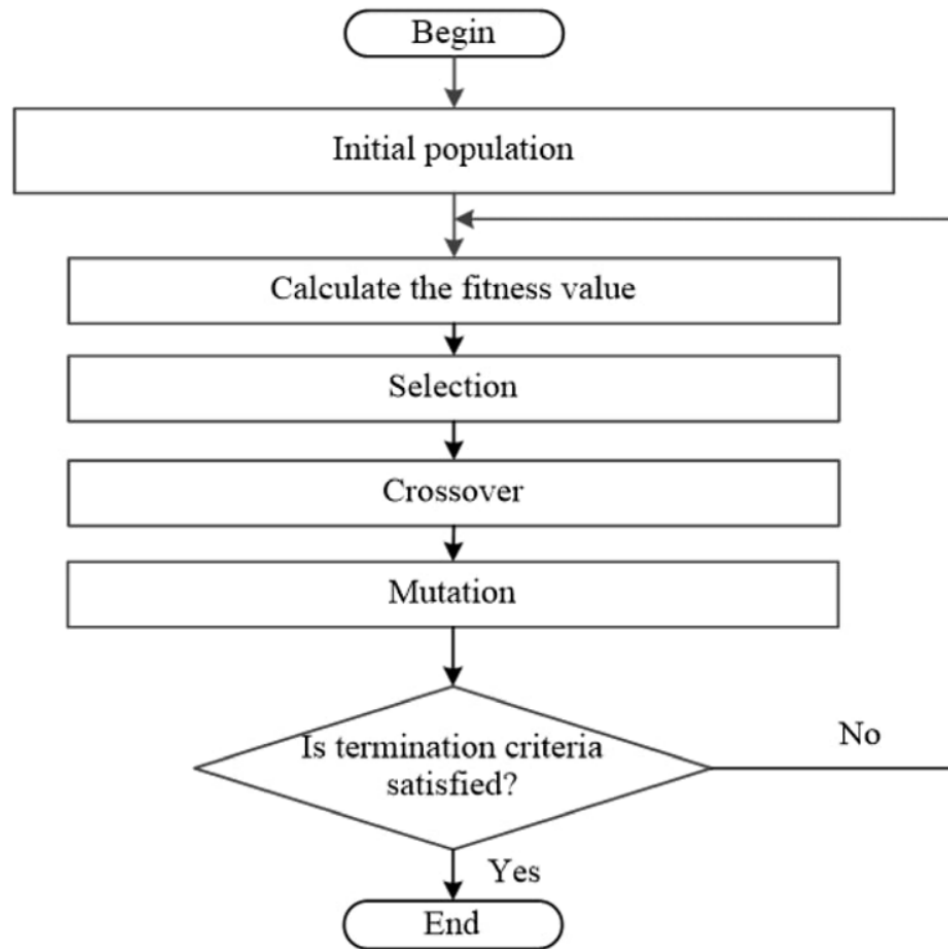 Begin
Initial population
Calculate the fitness value
Selection
Crossover
Mutation
Is termination criteria
satisfied?
No
Yes
End